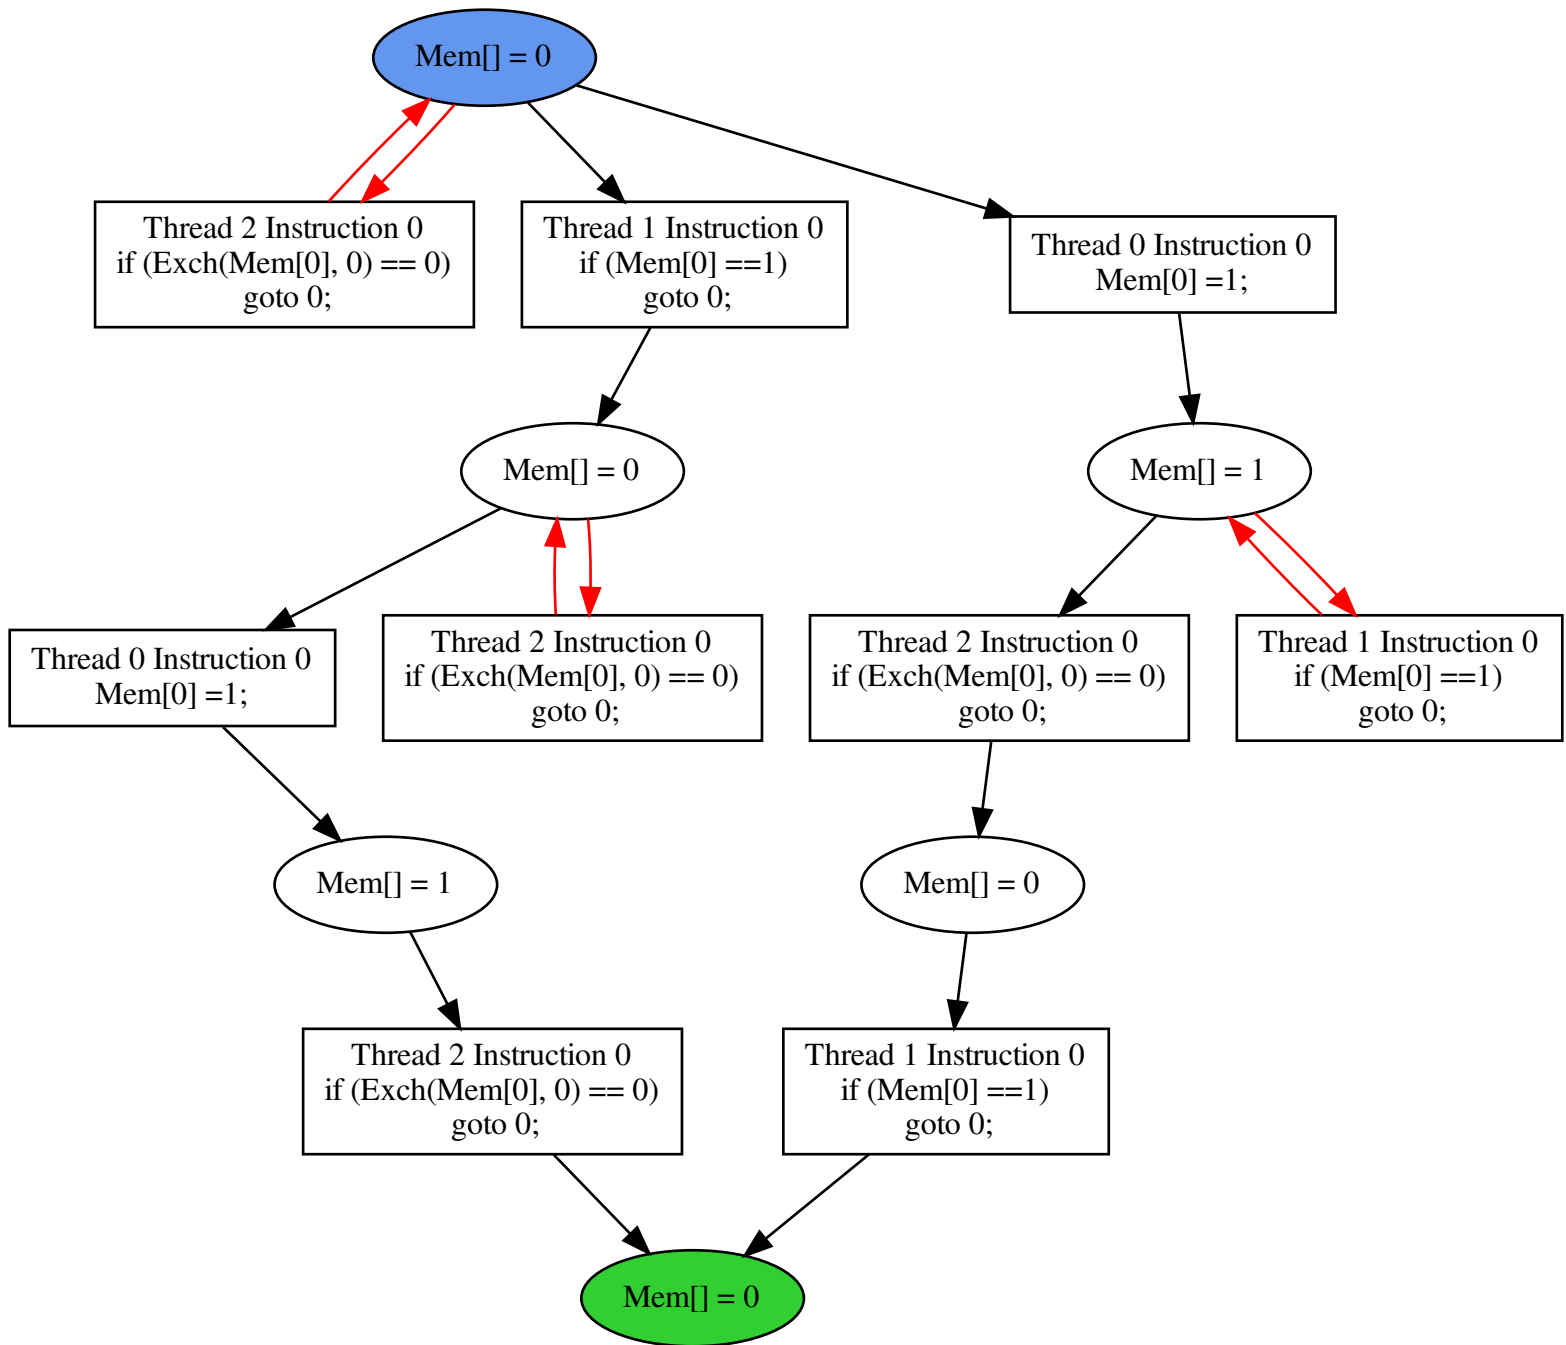 Mem[] = 0
Thread 2 Instruction 0
if (Exch(Mem[0], 0) == 0)
goto 0;
Thread 1 Instruction 0
if (Mem[0] ==1)
goto 0;
Thread 0 Instruction 0
Mem[0] =1;
Mem[] = 0
Mem[] = 1
Thread 0 Instruction 0
Mem[0] =1;
Thread 2 Instruction 0
if (Exch(Mem[0], 0) == 0)
goto 0;
Thread 2 Instruction 0
if (Exch(Mem[0], 0) == 0)
goto 0;
Thread 1 Instruction 0
if (Mem[0] ==1)
goto 0;
Mem[] = 1
Mem[] = 0
Thread 2 Instruction 0
if (Exch(Mem[0], 0) == 0)
goto 0;
Thread 1 Instruction 0
if (Mem[0] ==1)
goto 0;
Mem[] = 0